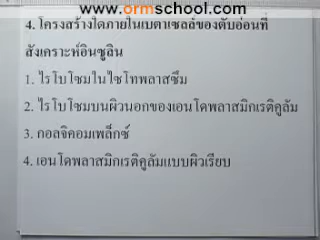 www.ormschool.com
4. โครงสร้างใดภายในเบตาเซลล์ของตับอ่อนที่
สังเคราะห์อินซูลิน
1. ไรโบโซมในไซโทพลาสซึม
2. ไรโบโซมบนผิวนอกของเอนโดพลาสมิกเรติคูลัม
3. กอลจิคอมเพล็กซ์
4. เอนโดพลาสมิกเรติคูลัมแบบผิวเรียบ